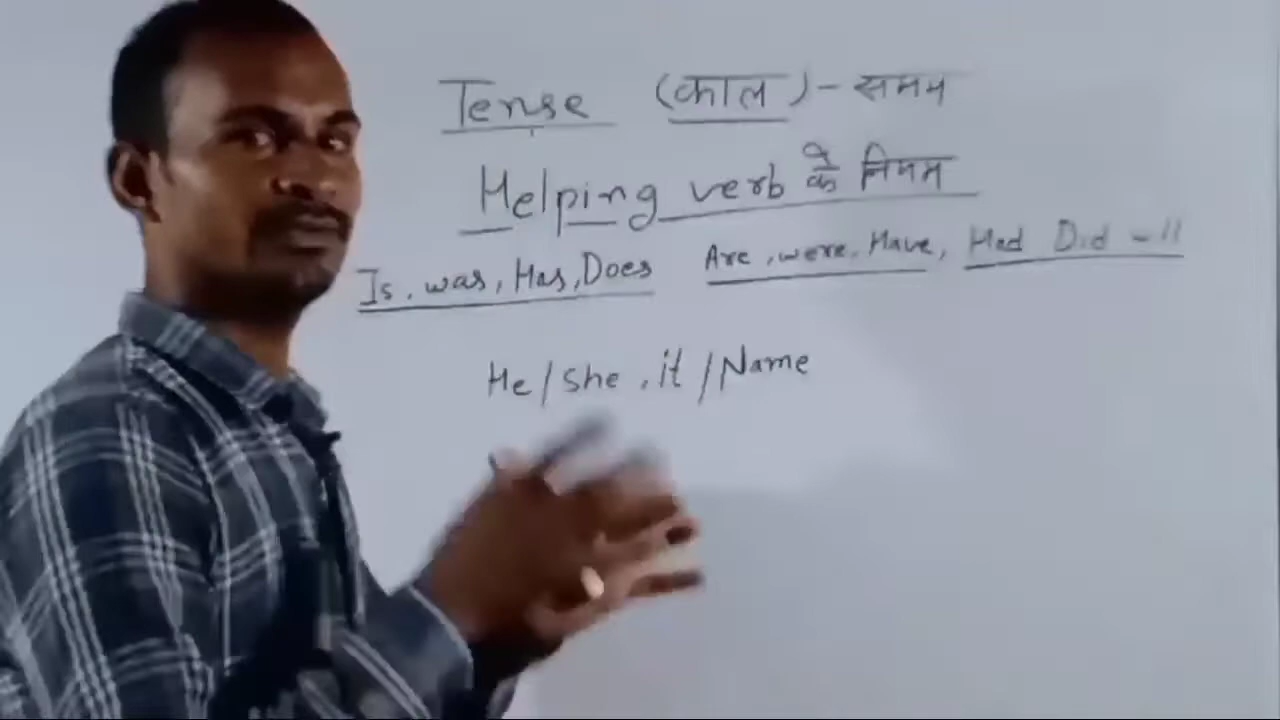 Tense (काल) - समय
Helping verb के नियम
Is, was, Has, Does Are, were, Have, Had Did - ll
He/She, it/Name